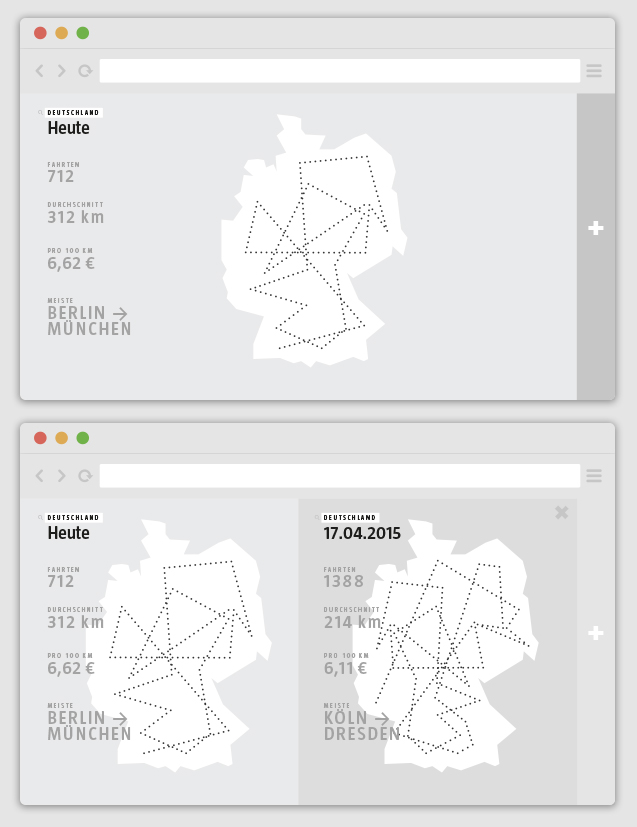 DEUTSCHLAND
Heute
FAHRTEN
712
DURCHSCHNITT
312 km
PRO 100 KM
6,62 €
MEISTE
BERLIN →
MÜNCHEN
DEUTSCHLAND
Heute
FAHRTEN
712
DURCHSCHNITT
312 km
PRO 100 KM
6,62 €
MEISTE
BERLIN →
MÜNCHEN
DEUTSCHLAND
17.04.2015
FAHRTEN
1388
DURCHSCHNITT
214 km
PRO 100 KM
6,11 €
MEISTE
KÖLN →
DRESDEN